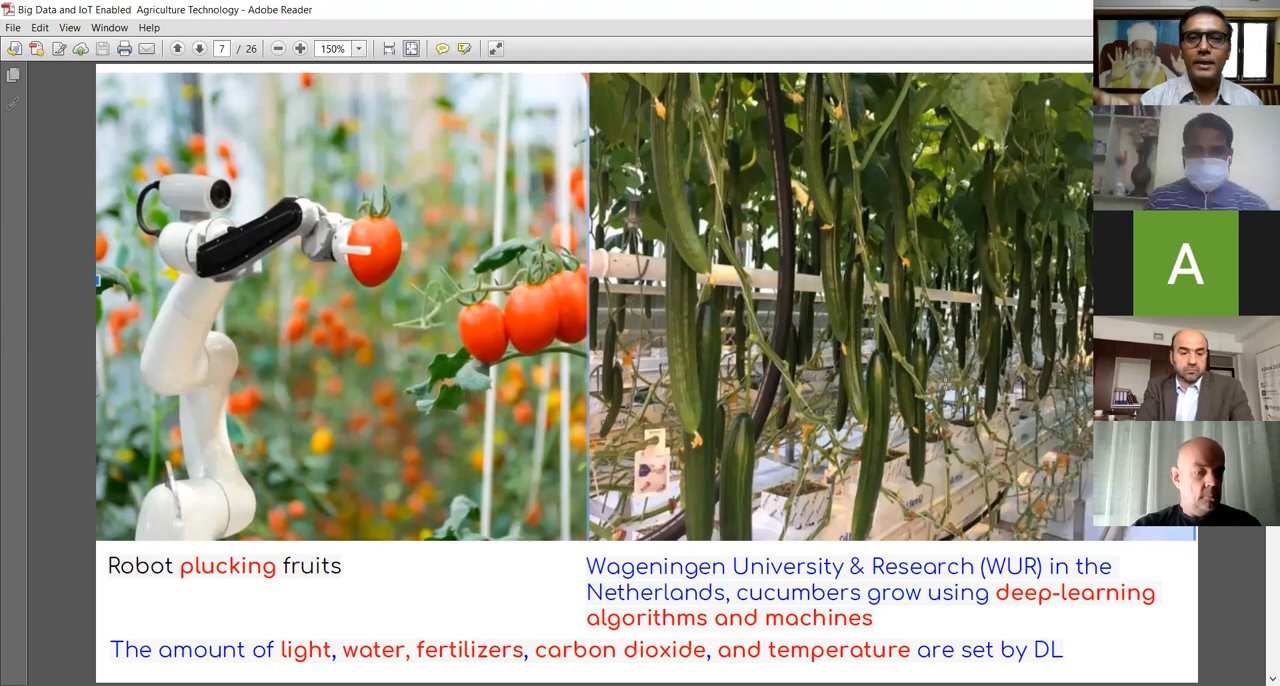 Big Data and IoT Enabled Agriculture Technology - Adobe Reader
File Edit View Window Help
7 / 26 150%
A
Robot plucking fruits
Wageningen University & Research (WUR) in the
Netherlands, cucumbers grow using deep-learning
algorithms and machines
The amount of light, water, fertilizers, carbon dioxide, and temperature are set by DL